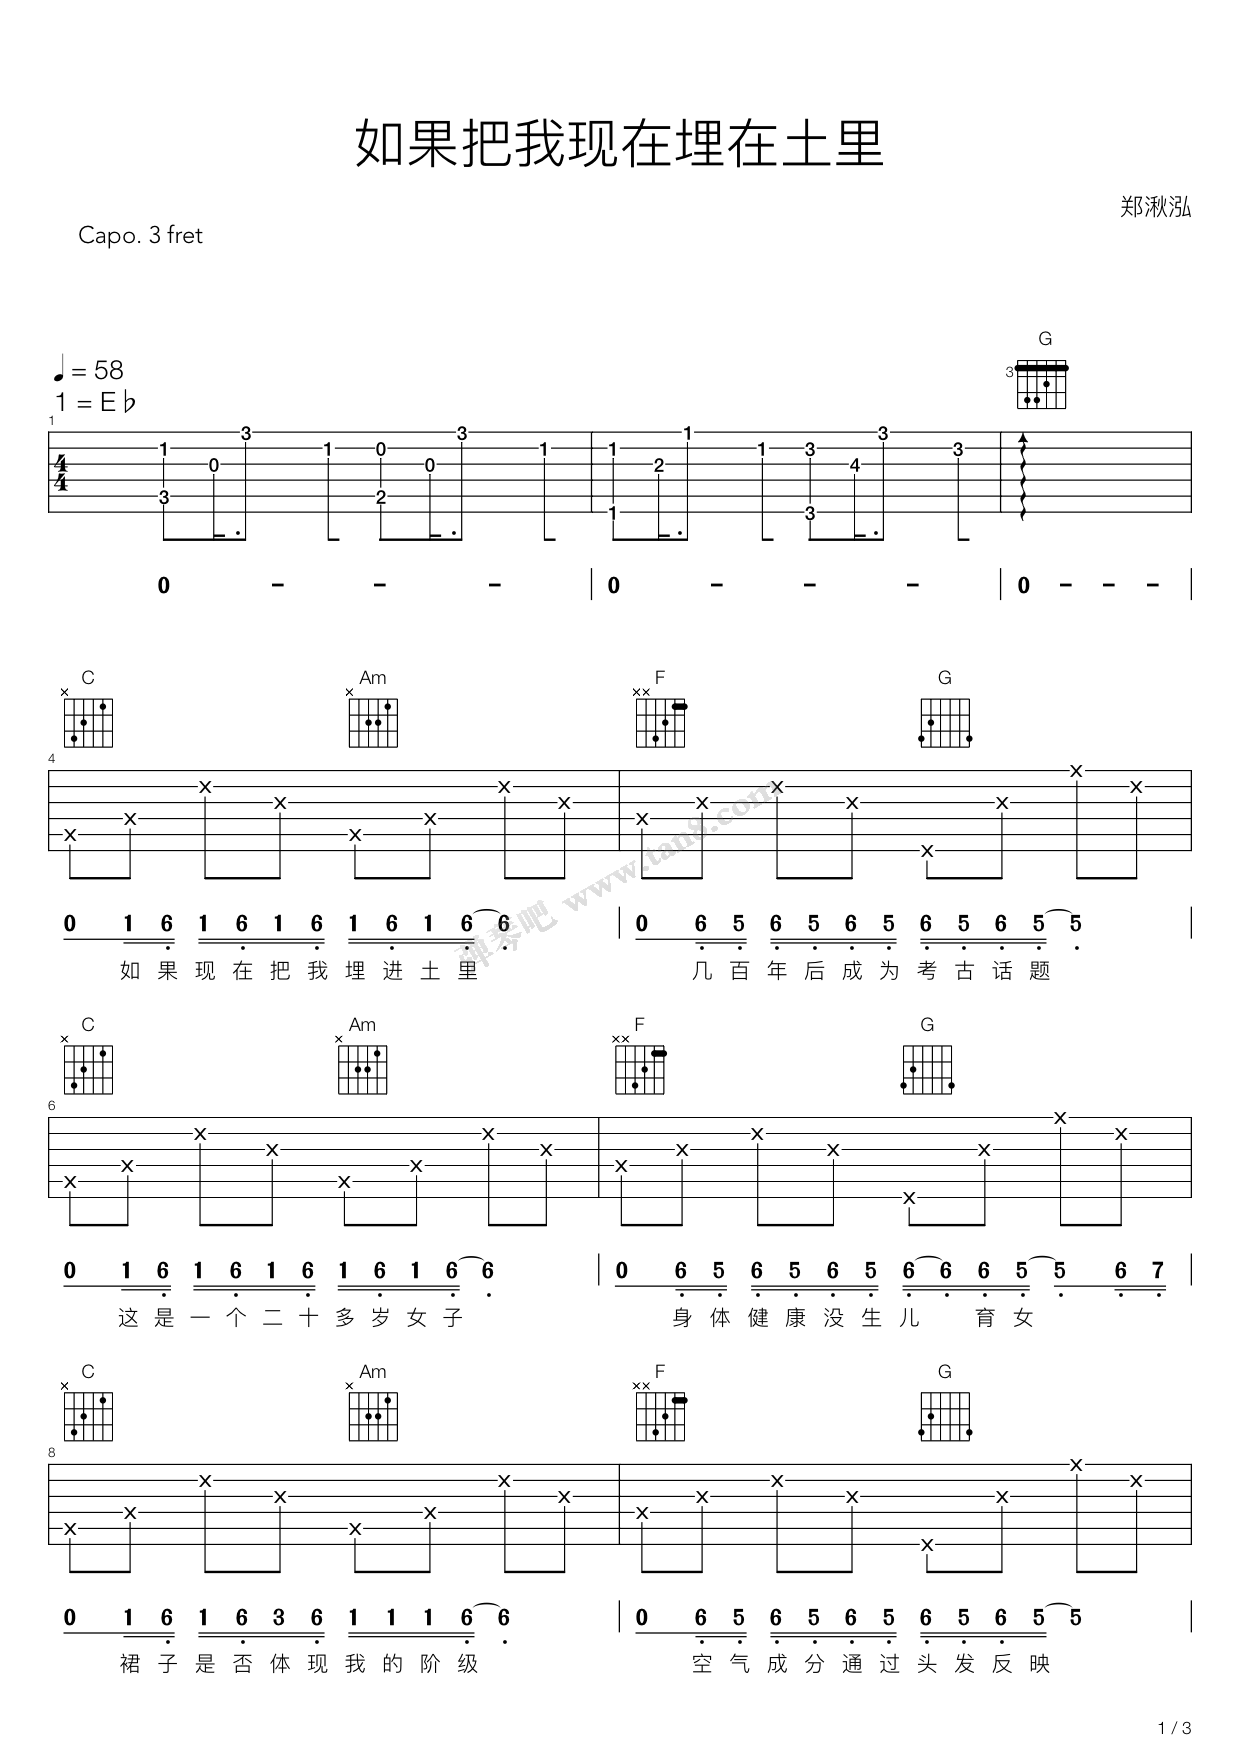 如果把我现在埋在土里
郑湫泓
Capo. 3 fret
G
♩ = 58
1 = E♭
3
1
4/4
3 3 1 3
1 1 0 1 1 1 3 3
0 0 2 4
3 2
1 3
0 - - - | 0 - - - | 0 - - - |
C Am F G
× × ×× 
4
X X X X X X X X X X X X X X X X
0 1 6 1 6 1 6 1 6 1 6 6 | 0 6 5 6 5 6 5 6 5 6 5 5 |
如果现在把我埋进土里 几百年后成为考古话题
弹琴吧 www.tan8.com
C Am F G
× × ××
6
X X X X X X X X X X X X X X X X
0 1 6 1 6 1 6 1 6 1 6 6 | 0 6 5 6 5 6 5 6 6 6 5 5 6 7 |
这是一个二十多岁女子 身体健康没生儿 育女
C Am F G
× × ××
8
X X X X X X X X X X X X X X X X
0 1 6 1 6 3 6 1 1 1 6 6 | 0 6 5 6 5 6 5 6 5 6 5 5 |
裙子是否体现我的阶级 空气成分通过头发反映
1 / 3